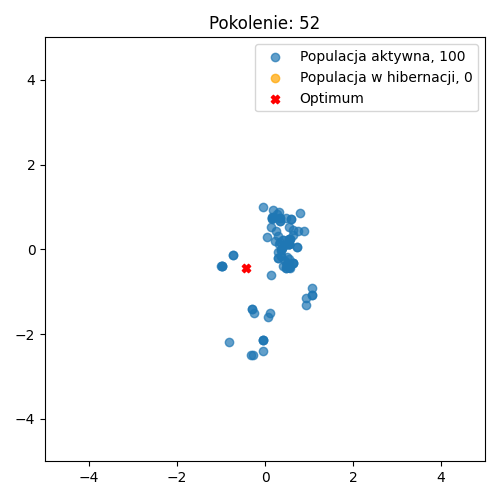 Pokolenie: 52
Populacja aktywna, 100
Populacja w hibernacji, 0
Optimum
4
2
0
−2
−4
−4 −2 0 2 4